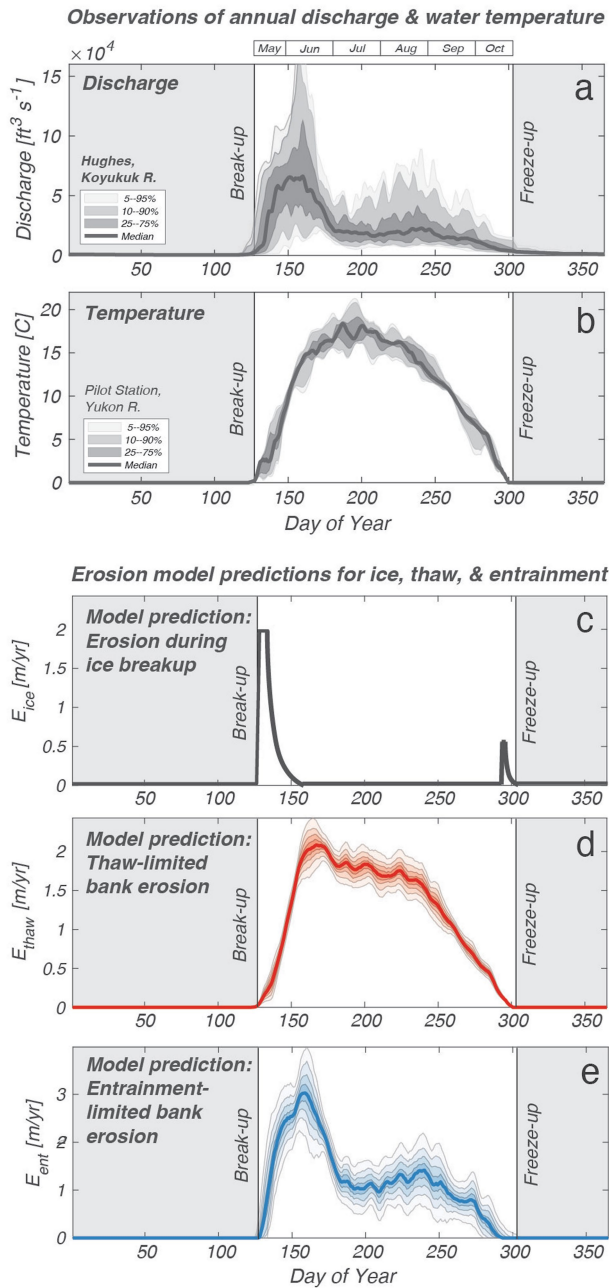 Observations of annual discharge & water temperature
×10⁴
May Jun Jul Aug Sep Oct
15
10
5
0
Discharge [ft³ s⁻¹]
Discharge
a
Hughes,
Koyukuk R.
5--95%
10--90%
25--75%
Median
Break-up
Freeze-up
50 100 150 200 250 300 350
20
15
10
5
0
Temperature [C]
Temperature
b
Pilot Station,
Yukon R.
5--95%
10--90%
25--75%
Median
Break-up
Freeze-up
50 100 150 200 250 300 350
Day of Year
Erosion model predictions for ice, thaw, & entrainment
2
1.5
1
0.5
0
E_ice [m/yr]
Model prediction:
Erosion during
ice breakup
c
Break-up
Freeze-up
50 100 150 200 250 300 350
2
1.5
1
0.5
0
E_thaw [m/yr]
Model prediction:
Thaw-limited
bank erosion
d
Break-up
Freeze-up
50 100 150 200 250 300 350
3
2
1
0
E_ent [m/yr]
Model prediction:
Entrainment-
limited bank
erosion
e
Break-up
Freeze-up
50 100 150 200 250 300 350
Day of Year